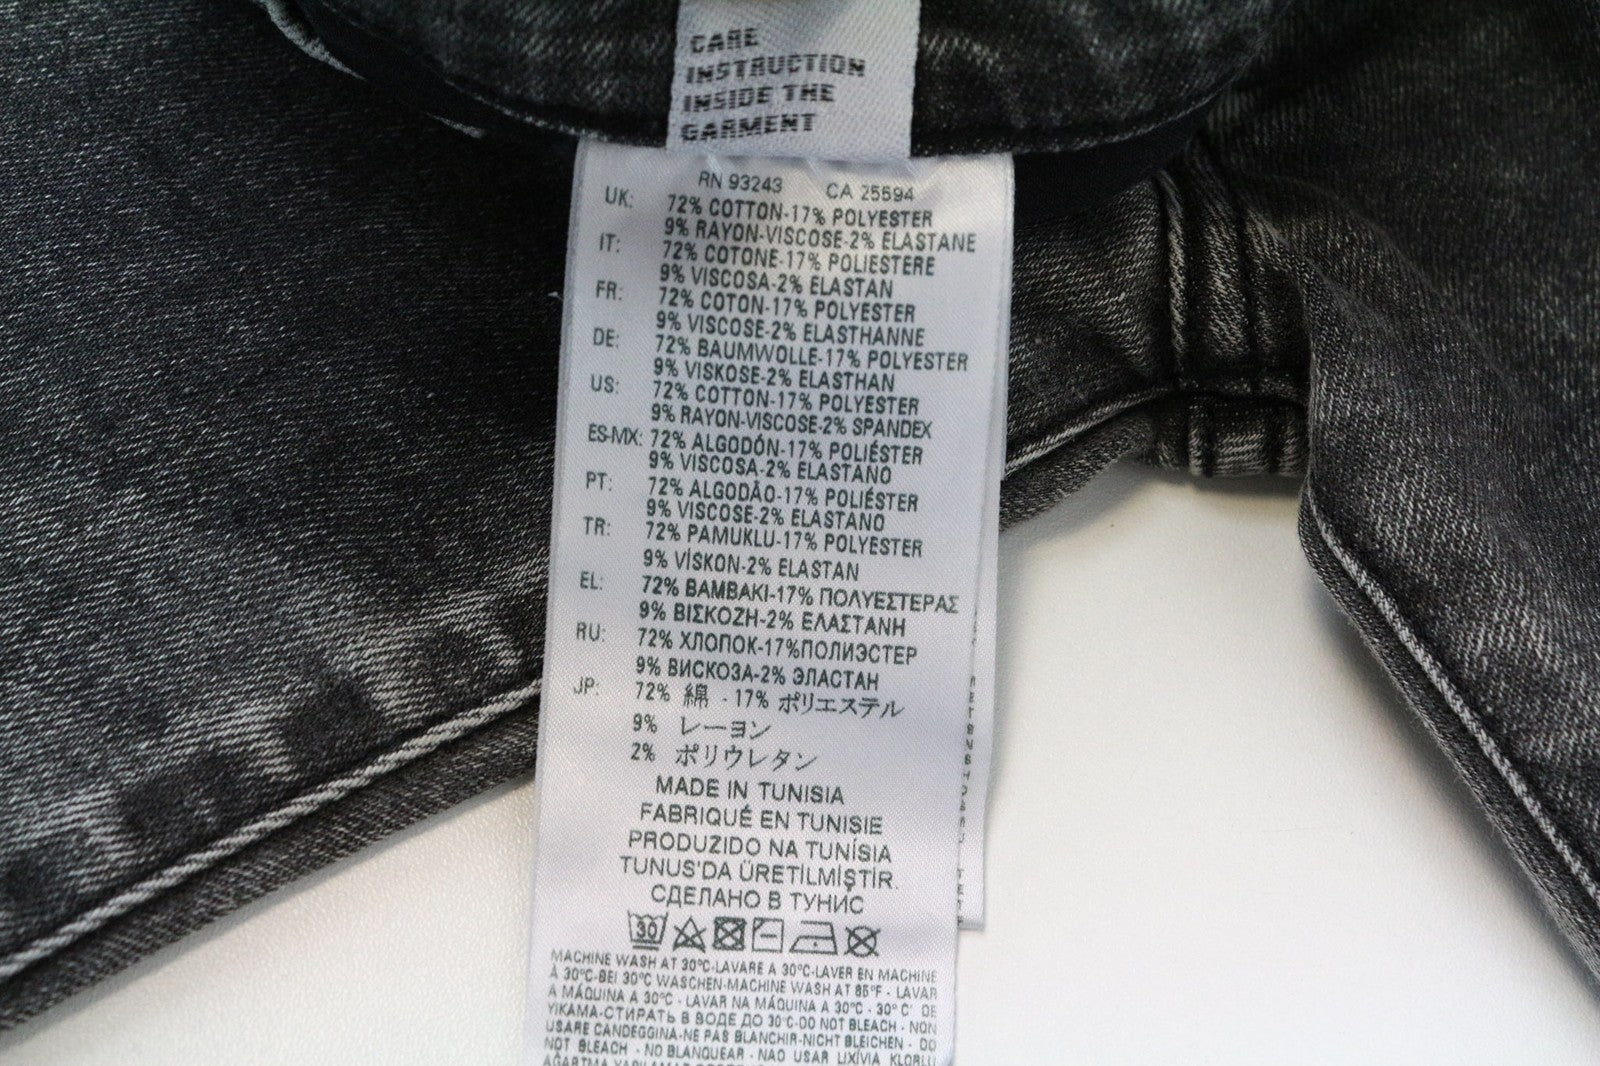 CARE
INSTRUCTION
INSIDE THE
GARMENT
RN 93243 CA 25594
UK: 72% COTTON-17% POLYESTER
9% RAYON-VISCOSE-2% ELASTANE
IT: 72% COTONE-17% POLIESTERE
9% VISCOSA-2% ELASTAN
FR: 72% COTON-17% POLYESTER
9% VISCOSE-2% ELASTHANNE
DE: 72% BAUMWOLLE-17% POLYESTER
9% VISKOSE-2% ELASTHAN
US: 72% COTTON-17% POLYESTER
9% RAYON-VISCOSE-2% SPANDEX
ES-MX: 72% ALGODÓN-17% POLIÉSTER
9% VISCOSA-2% ELASTANO
PT: 72% ALGODÃO-17% POLIÉSTER
9% VISCOSE-2% ELASTANO
TR: 72% PAMUKLU-17% POLYESTER
9% VÍSKON-2% ELASTAN
EL: 72% ΒΑΜΒΑΚΙ-17% ΠΟΛΥΕΣΤΕΡΑΣ
9% ΒΙΣΚΟΖΗ-2% ΕΛΑΣΤΑΝΗ
RU: 72% ХЛОПОК-17%ПОЛИЭСТЕР
9% ВИСКОЗА-2% ЭЛАСТАН
JP: 72% 綿 - 17% ポリエステル
9% レーヨン
2% ポリウレタン
MADE IN TUNISIA
FABRIQUÉ EN TUNISIE
PRODUZIDO NA TUNÍSIA
TUNUS'DA ÜRETİLMİŞTİR.
СДЕЛАНО В ТУНИС
30
MACHINE WASH AT 30°C-LAVARE A 30°C-LAVER EN MACHINE
À 30°C-BEI 30°C WASCHEN-MACHINE WASH AT 85°F - LAVAR
A MÁQUINA A 30°C - LAVAR NA MÁQUINA A 30°C - 30°C' DE
YIKAMA-СТИРАТЬ В ВОДЕ ДО 30°C-DO NOT BLEACH - NON
USARE CANDEGGINA-NE PAS BLANCHIR-NICHT BLEICHEN - DO
NOT BLEACH - NO BLANQUEAR - NAO USAR LIXÍVIA KLORLU